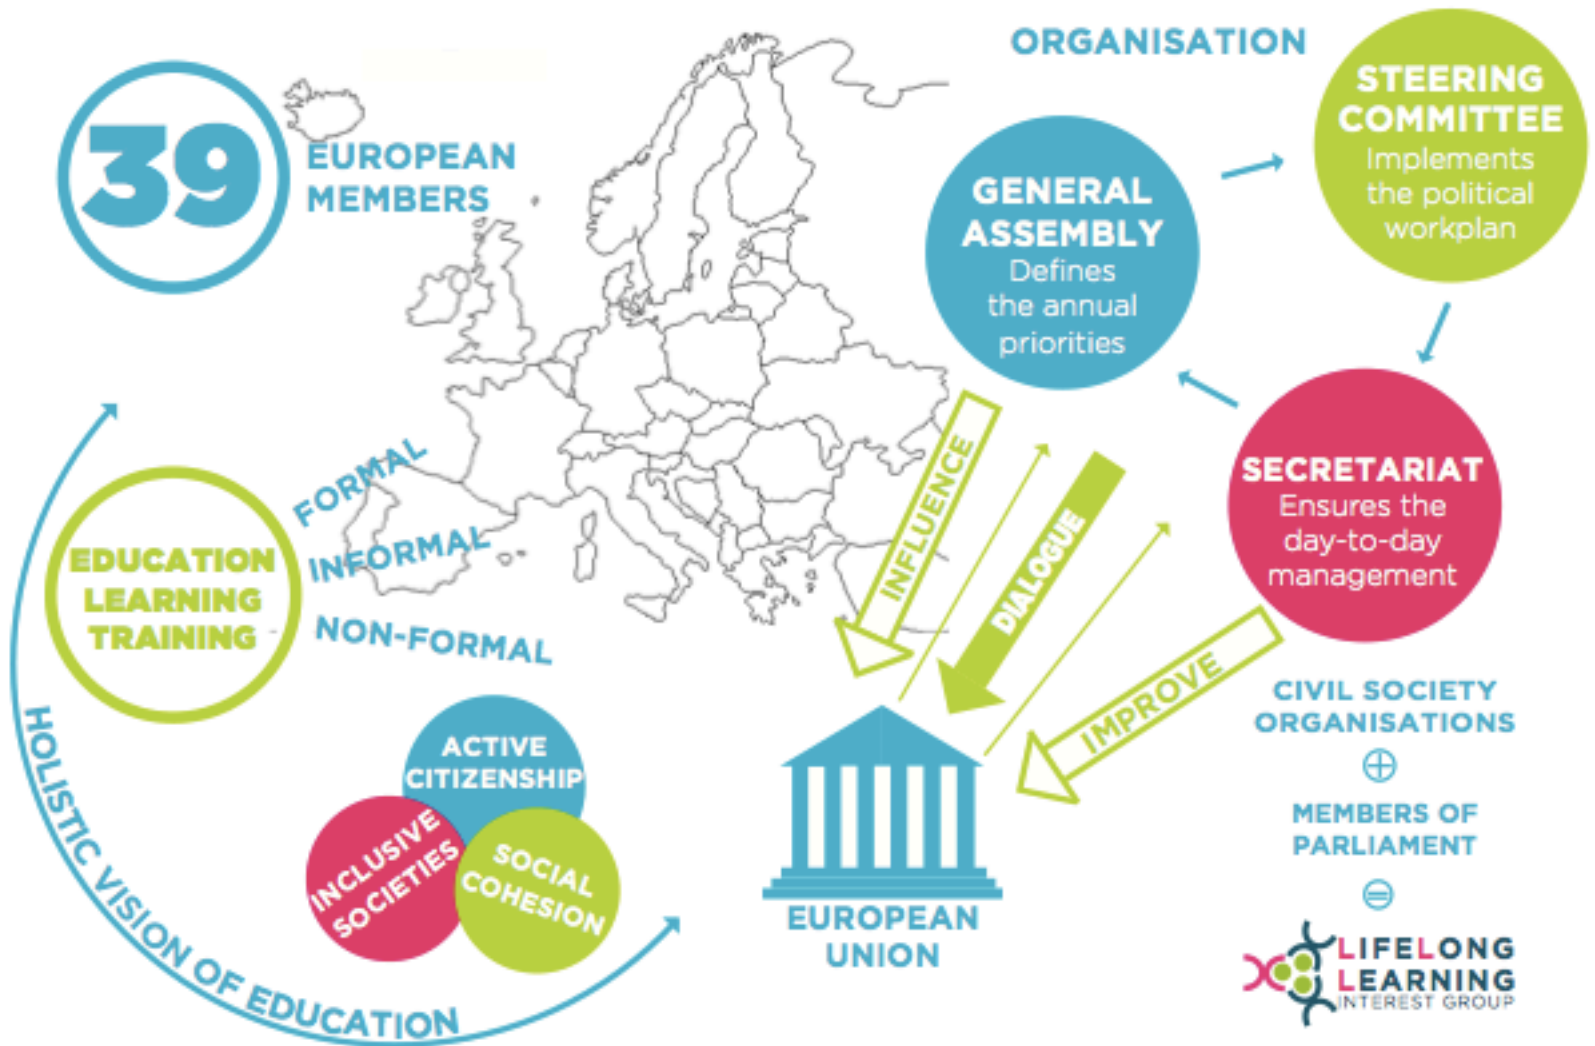 39
EUROPEAN
MEMBERS
ORGANISATION
STEERING
COMMITTEE
Implements
the political
workplan
GENERAL
ASSEMBLY
Defines
the annual
priorities
SECRETARIAT
Ensures the
day-to-day
management
EDUCATION
LEARNING
TRAINING
FORMAL
INFORMAL
NON-FORMAL
INFLUENCE
DIALOGUE
IMPROVE
HOLISTIC VISION OF EDUCATION
ACTIVE
CITIZENSHIP
INCLUSIVE
SOCIETIES
SOCIAL
COHESION
EUROPEAN
UNION
CIVIL SOCIETY
ORGANISATIONS
+
MEMBERS OF
PARLIAMENT
=
LIFELONG
LEARNING
INTEREST GROUP